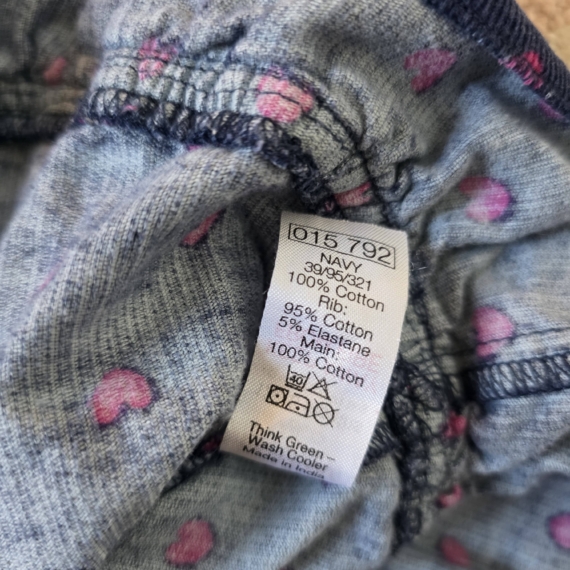 015 792
NAVY
39/95/321
100% Cotton
Rib:
95% Cotton
5% Elastane
Main:
100% Cotton
40
Think Green –
Wash Cooler
Made in India